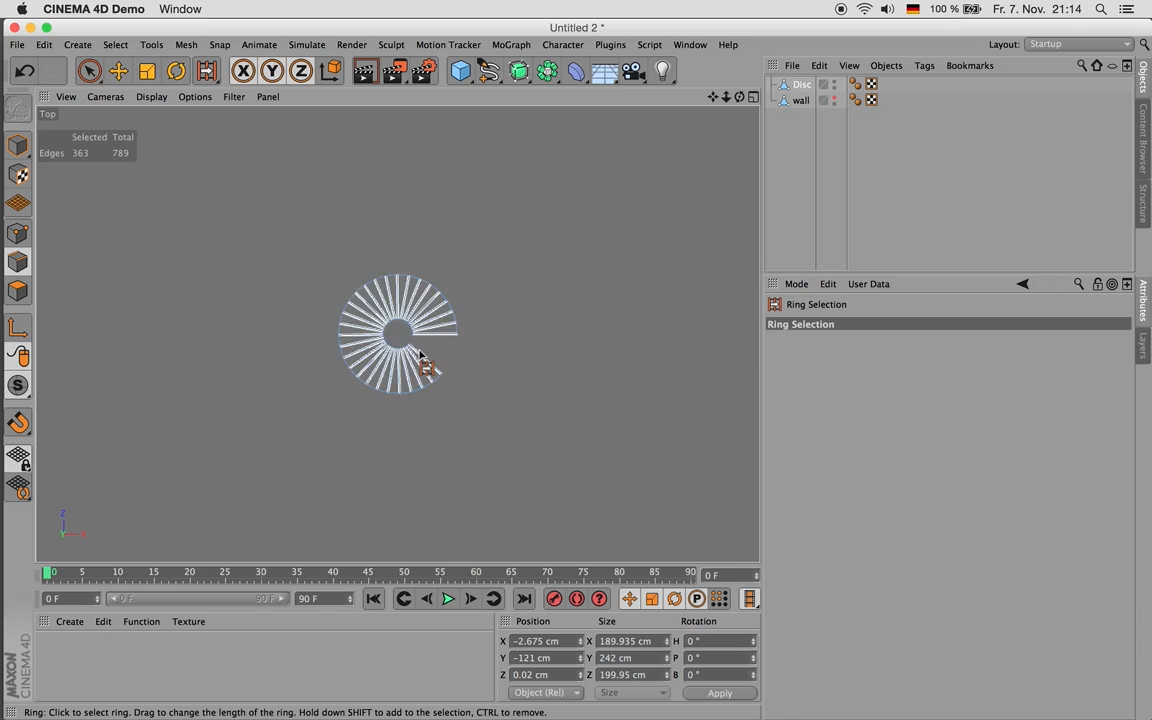 CINEMA 4D Demo Window 100 % Fr. 7. Nov. 21:14
Untitled 2 *
File Edit Create Select Tools Mesh Snap Animate Simulate Render Sculpt Motion Tracker MoGraph Character Plugins Script Window Help Layout: Startup
X Y Z
File Edit View Objects Tags Bookmarks
View Cameras Display Options Filter Panel
Disc
wall
Top
Selected Total
Edges 363 789
Objects
Content Browser
Structure
Mode Edit User Data
Ring Selection
Ring Selection
Attributes
Layers
S
Z
Y X
0 5 10 15 20 25 30 35 40 45 50 55 60 65 70 75 80 85 90 0 F
0 F 0 F 90 F 90 F P
Create Edit Function Texture
Position Size Rotation
X -2.675 cm X 189.935 cm H 0 °
Y -121 cm Y 242 cm P 0 °
Z 0.02 cm Z 199.95 cm B 0 °
Object (Rel) Size Apply
MAXON
CINEMA 4D
Ring: Click to select ring. Drag to change the length of the ring. Hold down SHIFT to add to the selection, CTRL to remove.